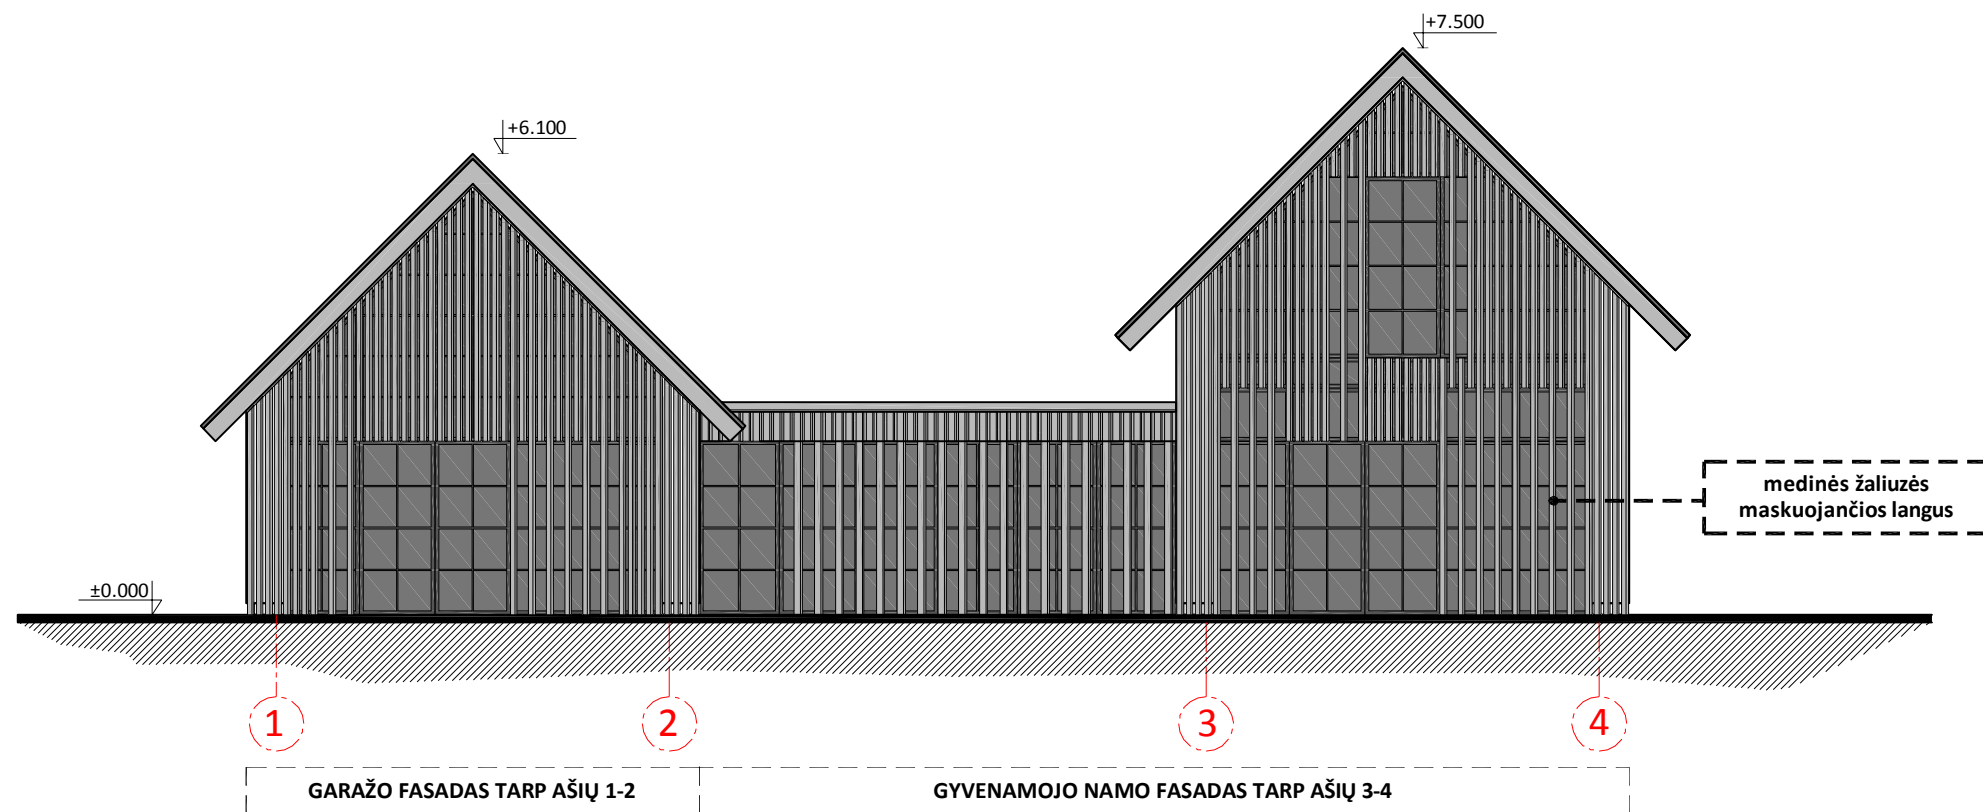 +7.500
+6.100
medinės žaliuzės
maskuojančios langus
±0.000
1
2
3
4
GARAŽO FASADAS TARP AŠIŲ 1-2
GYVENAMOJO NAMO FASADAS TARP AŠIŲ 3-4